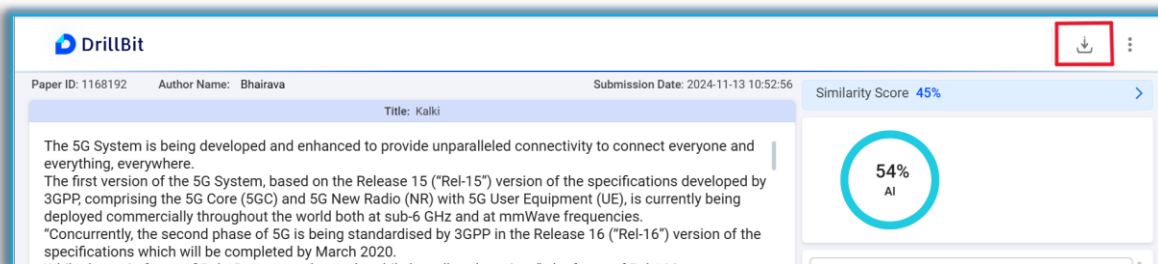 DrillBit
Paper ID: 1168192 Author Name: Bhairava Submission Date: 2024-11-13 10:52:56
Title: Kalki
The 5G System is being developed and enhanced to provide unparalleled connectivity to connect everyone and
everything, everywhere.
The first version of the 5G System, based on the Release 15 (“Rel-15”) version of the specifications developed by
3GPP, comprising the 5G Core (5GC) and 5G New Radio (NR) with 5G User Equipment (UE), is currently being
deployed commercially throughout the world both at sub-6 GHz and at mmWave frequencies.
“Concurrently, the second phase of 5G is being standardised by 3GPP in the Release 16 (“Rel-16”) version of the
specifications which will be completed by March 2020.
Similarity Score 45%
54%
AI